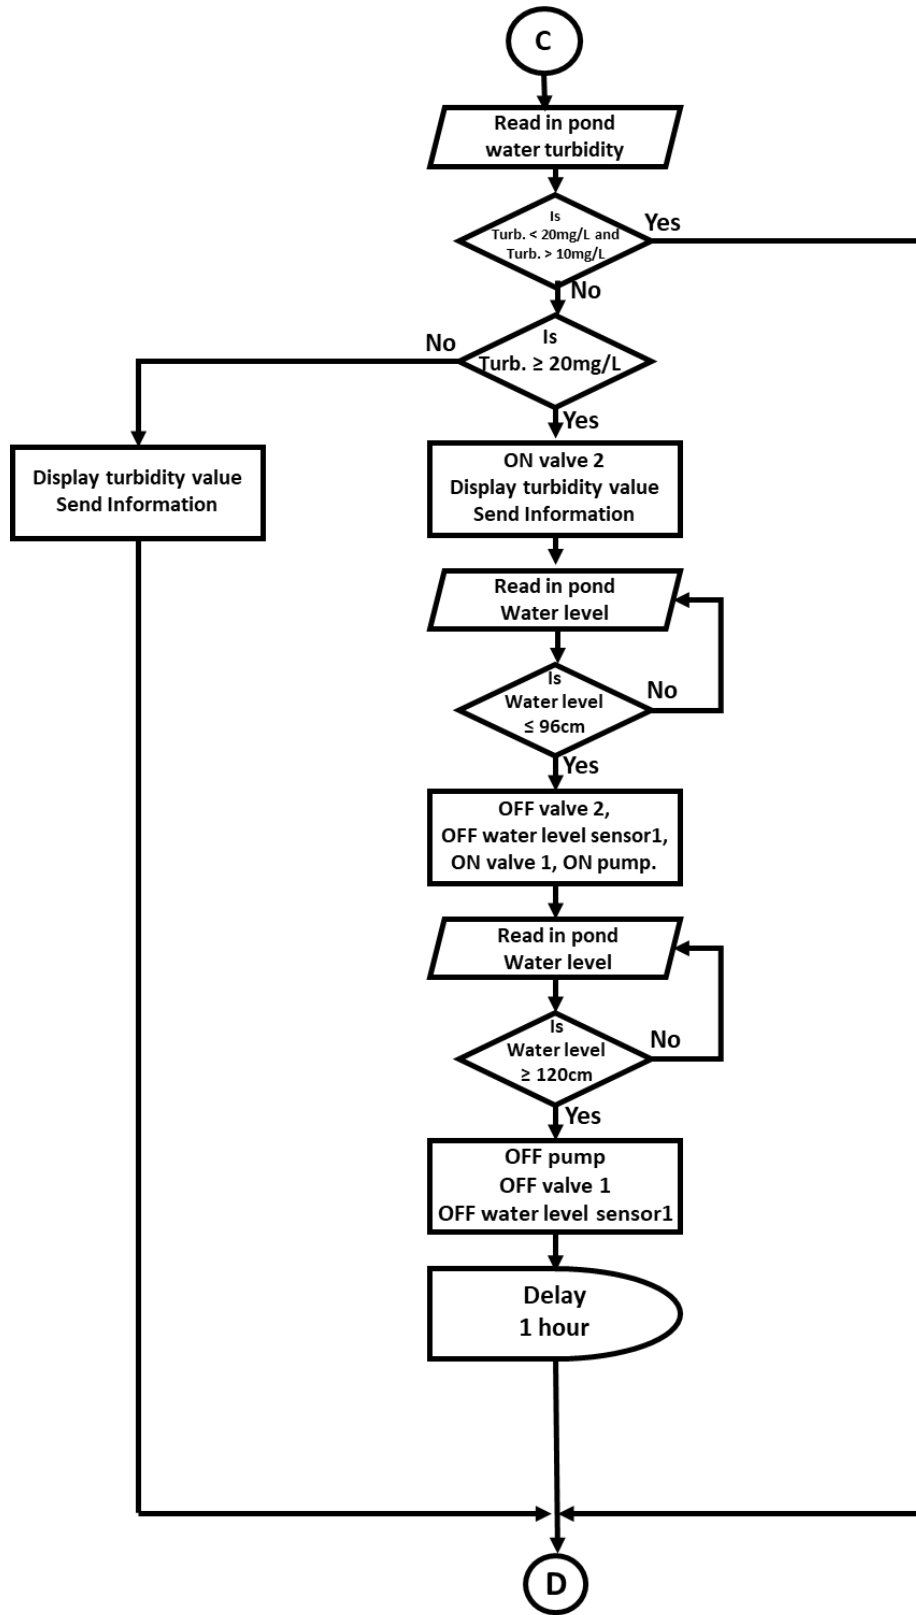 C
Read in pond
water turbidity
Is
Turb. < 20mg/L and
Turb. > 10mg/L
Yes
No
Is
Turb. ≥ 20mg/L
No
Yes
Display turbidity value
Send Information
ON valve 2
Display turbidity value
Send Information
Read in pond
Water level
Is
Water level
≤ 96cm
No
Yes
OFF valve 2,
OFF water level sensor1,
ON valve 1, ON pump.
Read in pond
Water level
Is
Water level
≥ 120cm
No
Yes
OFF pump
OFF valve 1
OFF water level sensor1
Delay
1 hour
D